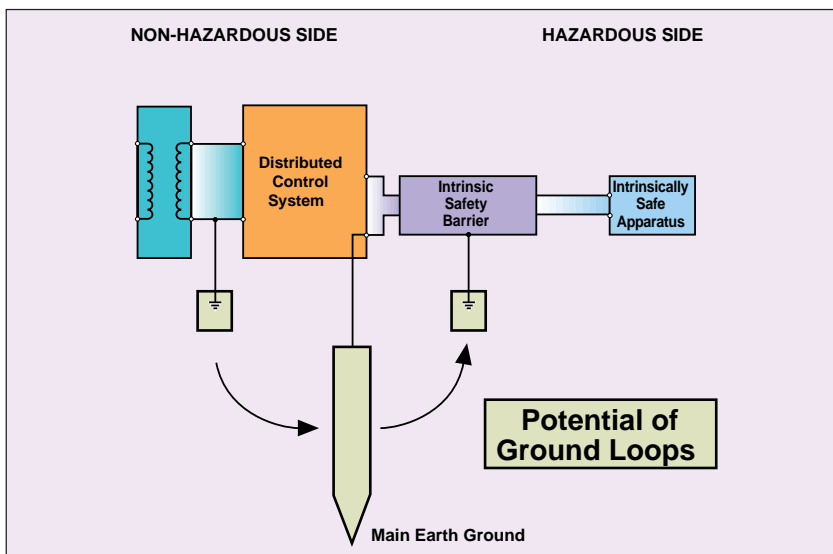 NON-HAZARDOUS SIDE
HAZARDOUS SIDE
Distributed
Control
System
Intrinsic
Safety
Barrier
Intrinsically
Safe
Apparatus
Potential of
Ground Loops
Main Earth Ground